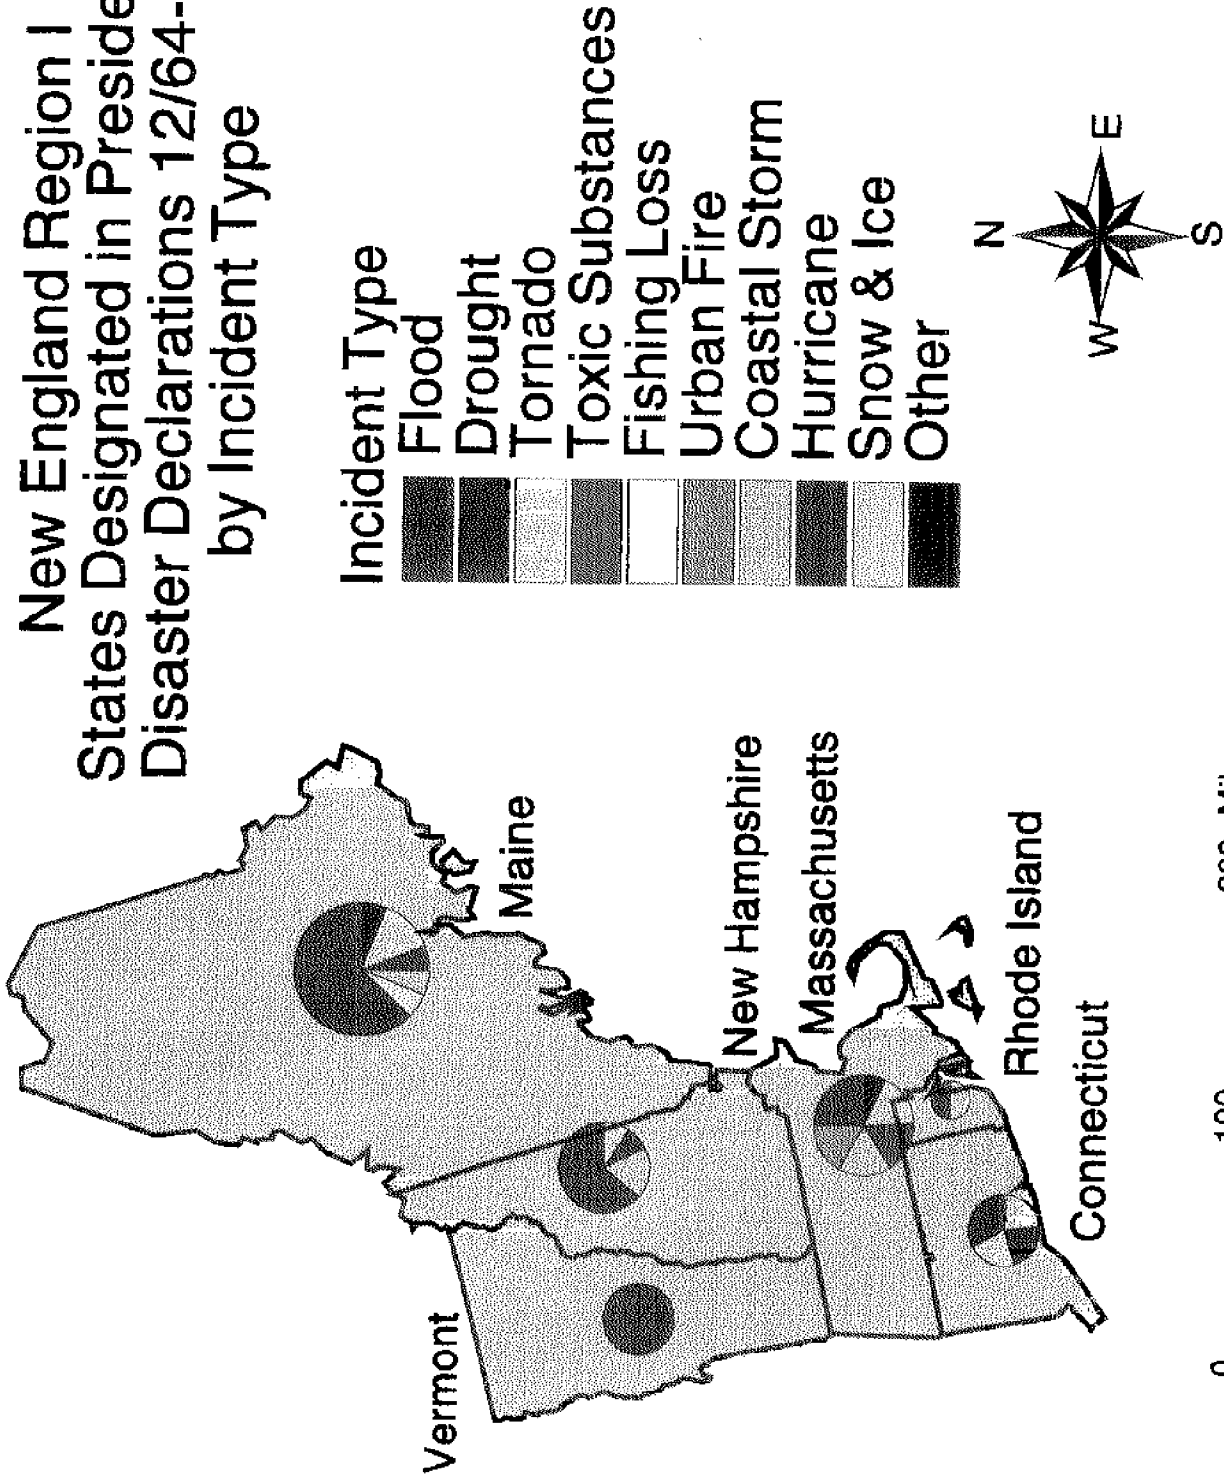 New England Region I
States Designated in Preside
Disaster Declarations 12/64-
by Incident Type
Incident Type
Flood
Drought
Tornado
Toxic Substances
Fishing Loss
Urban Fire
Coastal Storm
Hurricane
Snow & Ice
Other
N
W
E
S
Maine
Vermont
New Hampshire
Massachusetts
Rhode Island
Connecticut
0
100